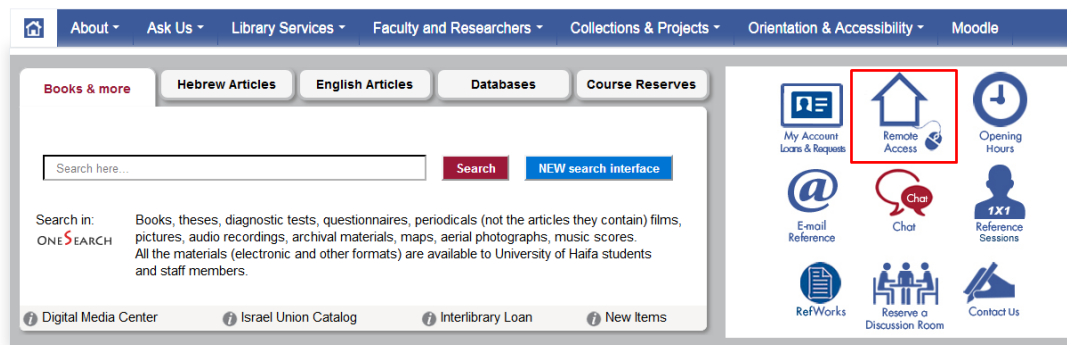 About Ask Us Library Services Faculty and Researchers Collections & Projects Orientation & Accessibility Moodle
Books & more Hebrew Articles English Articles Databases Course Reserves
Search here... Search NEW search interface
Search in:
ONESEARCH
Books, theses, diagnostic tests, questionnaires, periodicals (not the articles they contain) films,
pictures, audio recordings, archival materials, maps, aerial photographs, music scores.
All the materials (electronic and other formats) are available to University of Haifa students
and staff members.
Digital Media Center Israel Union Catalog Interlibrary Loan New Items
My Account
Loans & Requests
Remote
Access
Opening
Hours
@
E-mail
Reference
Chat
Chat
1X1
Reference
Sessions
RefWorks
Reserve a
Discussion Room
Contact Us